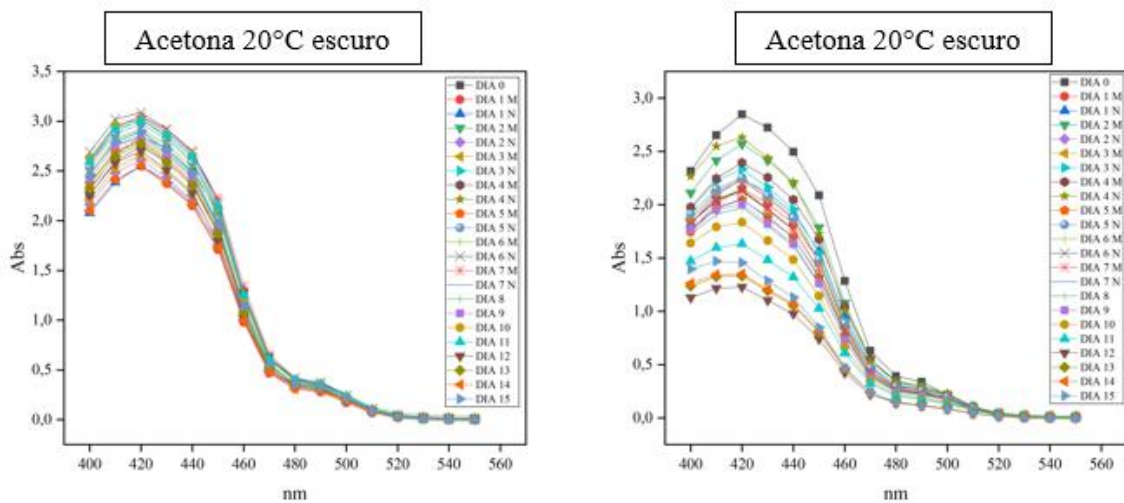 Acetona 20°C escuro
3,5
3,0
2,5
2,0
1,5
1,0
0,5
0,0
Abs
400 420 440 460 480 500 520 540 560
nm
DIA 0
DIA 1 M
DIA 1 N
DIA 2 M
DIA 2 N
DIA 3 M
DIA 3 N
DIA 4 M
DIA 4 N
DIA 5 M
DIA 5 N
DIA 6 M
DIA 6 N
DIA 7 M
DIA 7 N
DIA 8
DIA 9
DIA 10
DIA 11
DIA 12
DIA 13
DIA 14
DIA 15
Acetona 20°C escuro
3,0
2,5
2,0
1,5
1,0
0,5
0,0
Abs
400 420 440 460 480 500 520 540 560
nm
DIA 0
DIA 1 M
DIA 1 N
DIA 2 M
DIA 2 N
DIA 3 M
DIA 3 N
DIA 4 M
DIA 4 N
DIA 5 M
DIA 5 N
DIA 6 M
DIA 6 N
DIA 7 M
DIA 7 N
DIA 8
DIA 9
DIA 10
DIA 11
DIA 12
DIA 13
DIA 14
DIA 15